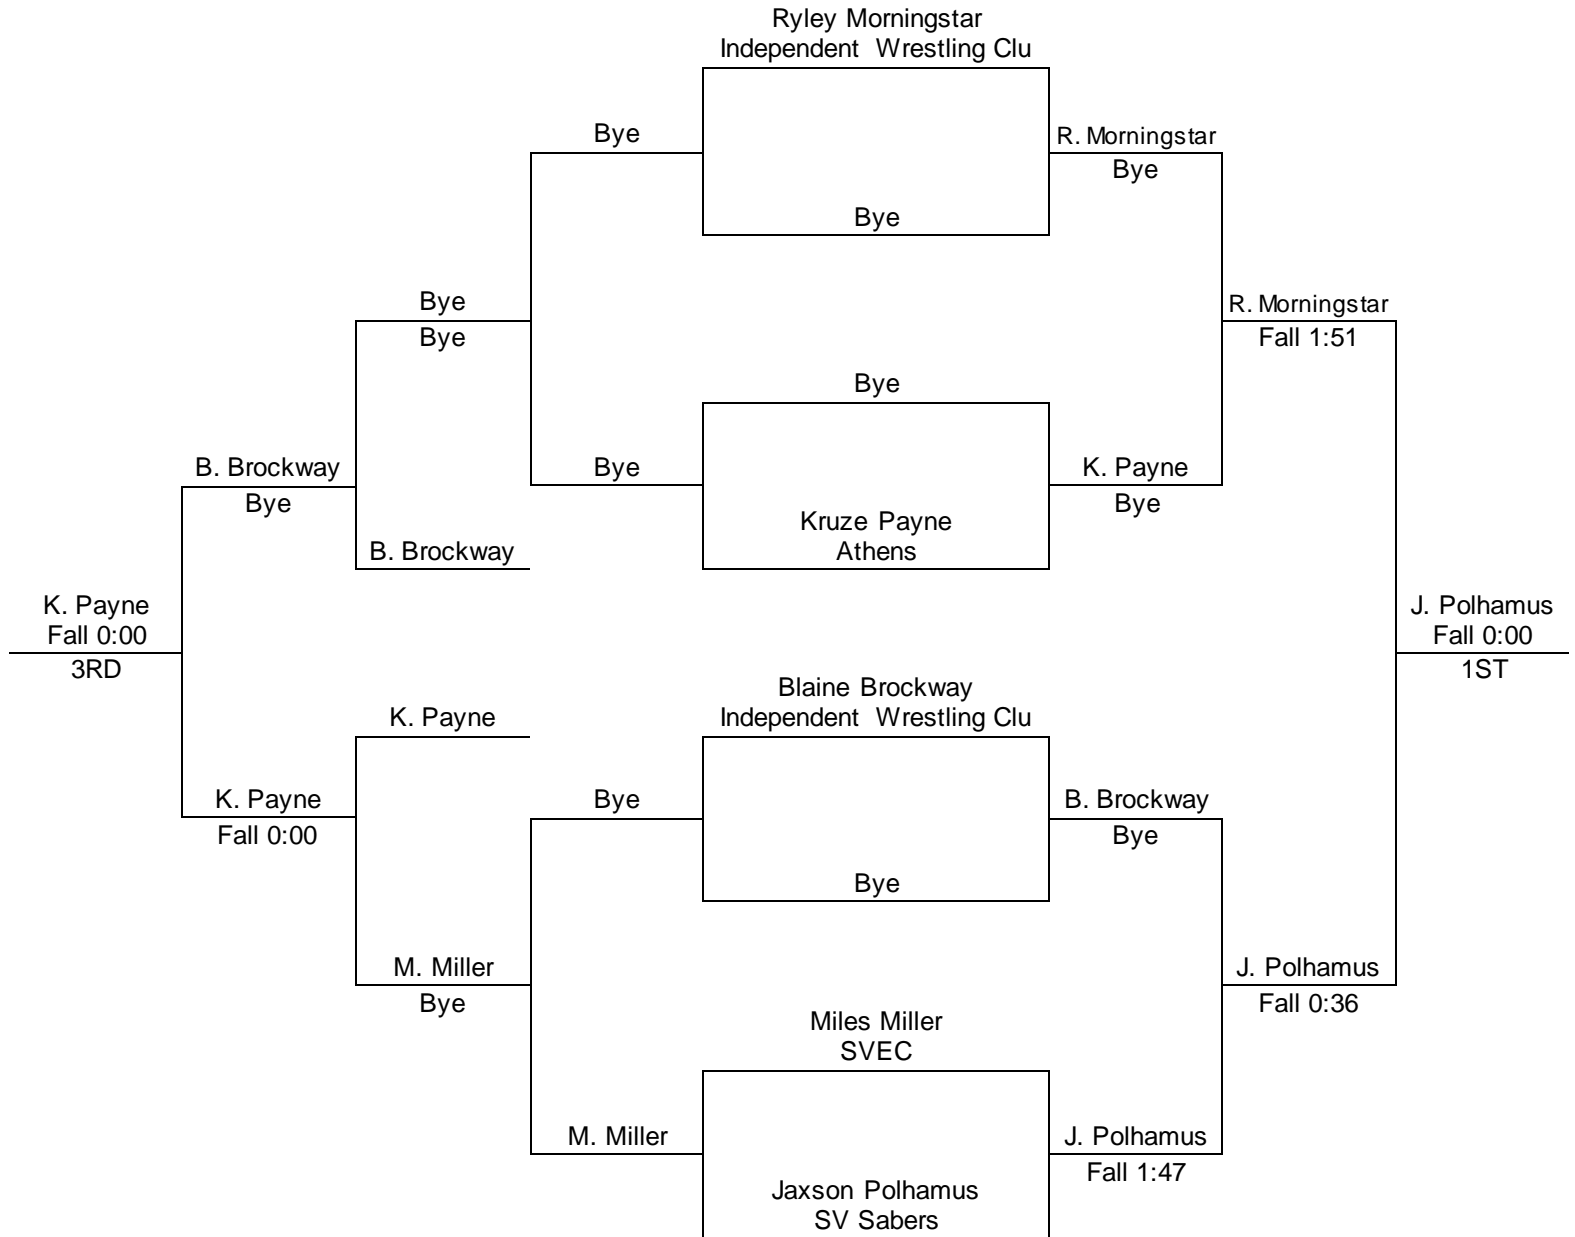 Ryley Morningstar
Independent Wrestling Clu
Bye
R. Morningstar
Bye
Bye
Bye
R. Morningstar
Bye
Fall 1:51
Bye
B. Brockway
Bye
K. Payne
Bye
Bye
Kruze Payne
Athens
B. Brockway
K. Payne
Fall 0:00
3RD
J. Polhamus
Fall 0:00
1ST
Blaine Brockway
Independent Wrestling Clu
K. Payne
K. Payne
Fall 0:00
Bye
B. Brockway
Bye
Bye
M. Miller
Bye
J. Polhamus
Fall 0:36
Miles Miller
SVEC
M. Miller
J. Polhamus
Fall 1:47
Jaxson Polhamus
SV Sabers